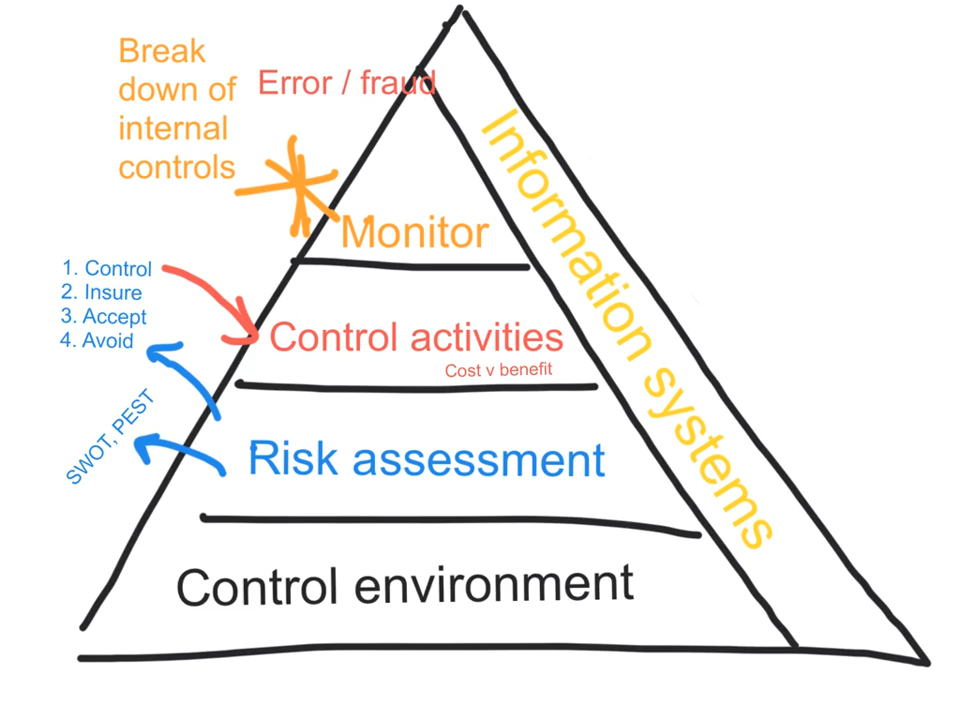 Break
down of
internal
controls
Error / fraud
Information systems
Monitor
1. Control
2. Insure
3. Accept
4. Avoid
Control activities
Cost v benefit
SWOT, PEST
Risk assessment
Control environment